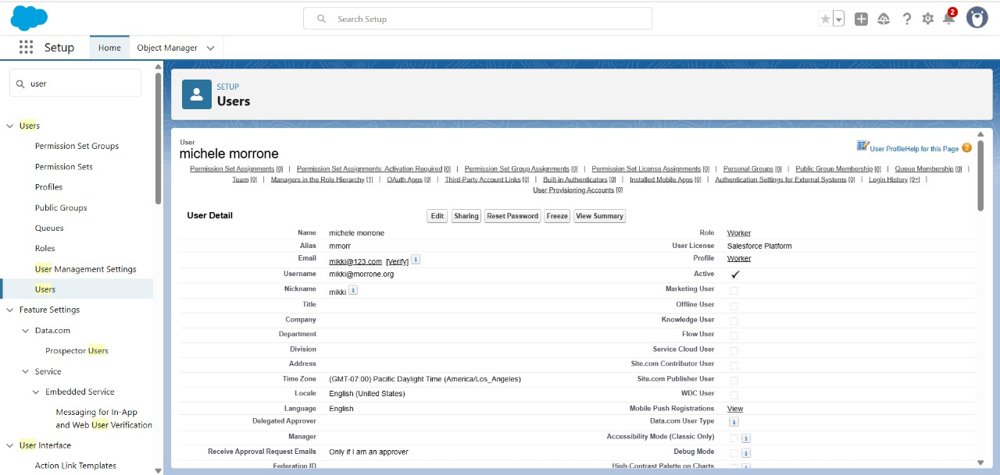 Search Setup
2
Setup
Home
Object Manager
user
Users
Permission Set Groups
Permission Sets
Profiles
Public Groups
Queues
Roles
User Management Settings
Users
Feature Settings
Data.com
Prospector Users
Service
Embedded Service
Messaging for In-App
and Web User Verification
User Interface
Action Link Templates
SETUP
Users
User
michele morrone
User Profile Help for this Page ?
Permission Set Assignments [0] | Permission Set Assignments: Activation Required [0] | Permission Set Group Assignments [0] | Permission Set License Assignments [0] | Personal Groups [0] | Public Group Membership [0] | Queue Membership [0] |
Team [0] | Managers in the Role Hierarchy [1] | OAuth Apps [0] | Third-Party Account Links [0] | Built-in Authenticators [0] | Installed Mobile Apps [0] | Authentication Settings for External Systems [0] | Login History [0+] |
User Provisioning Accounts [0]
User Detail
Edit Sharing Reset Password Freeze View Summary
Name michele morrone Role Worker
Alias mmorr User License Salesforce Platform
Email mikki@123.com [Verify] i Profile Worker
Username mikki@morrone.org Active ✓
Nickname mikki i Marketing User
Title Offline User
Company Knowledge User
Department Flow User
Division Service Cloud User
Address Site.com Contributor User
Time Zone (GMT-07:00) Pacific Daylight Time (America/Los_Angeles) Site.com Publisher User
Locale English (United States) WDC User
Language English Mobile Push Registrations View
Delegated Approver Data.com User Type i
Manager Accessibility Mode (Classic Only) i
Receive Approval Request Emails Only if I am an approver Debug Mode i
Federation ID High-Contrast Palette on Charts i